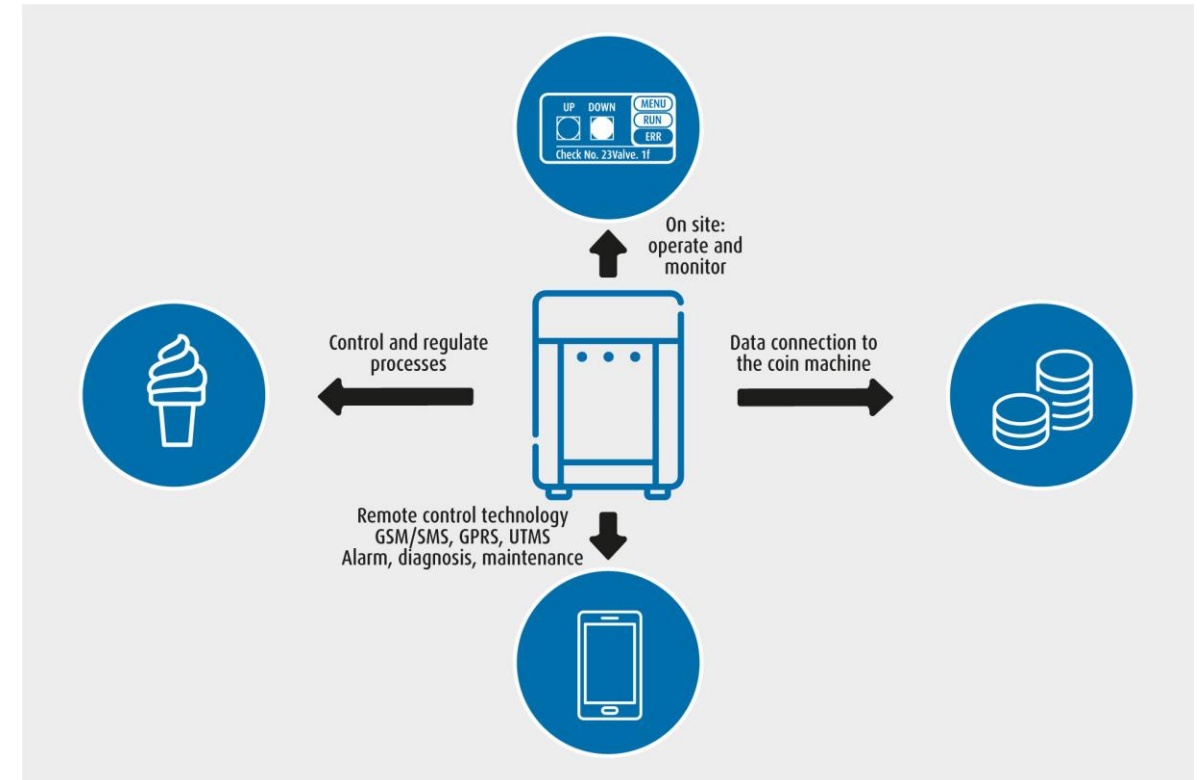 UP DOWN MENU
RUN
ERR
Check No. 23Valve. 1f
On site:
operate and
monitor
Control and regulate
processes
Data connection to
the coin machine
Remote control technology
GSM/SMS, GPRS, UTMS
Alarm, diagnosis, maintenance